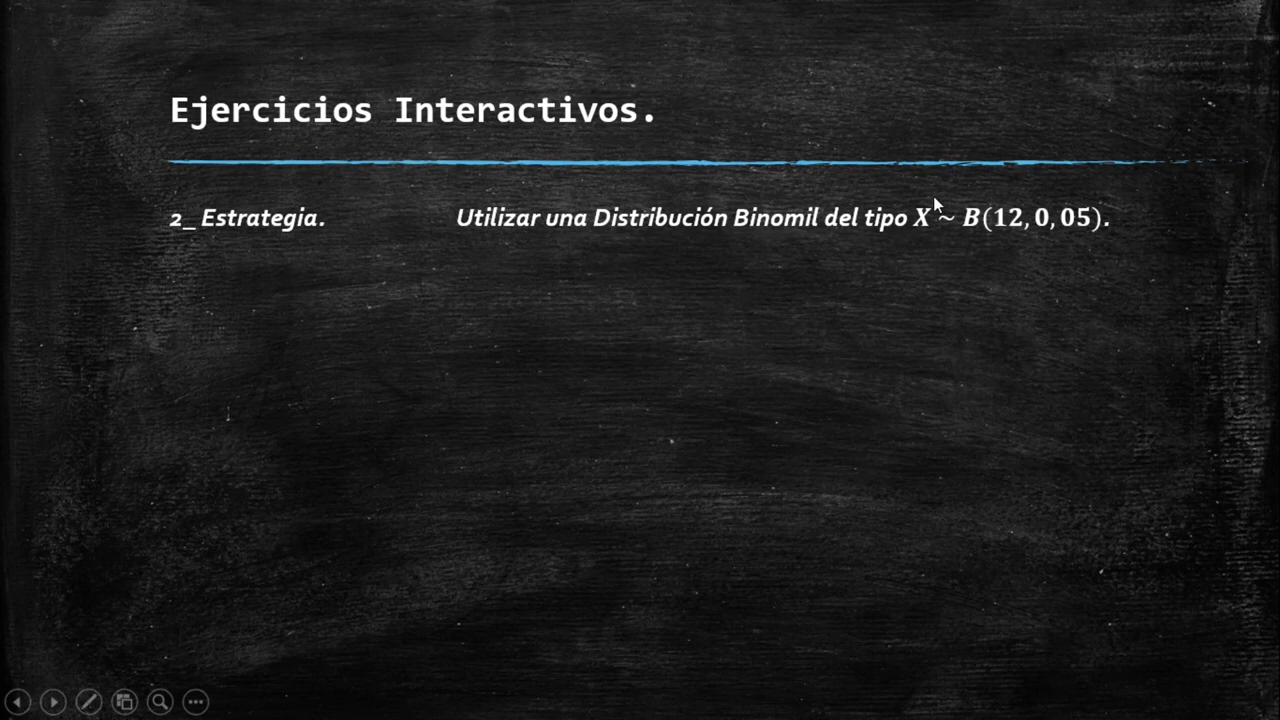 Ejercicios Interactivos.
2_ Estrategia. Utilizar una Distribución Binomil del tipo X ~ B(12, 0, 05).